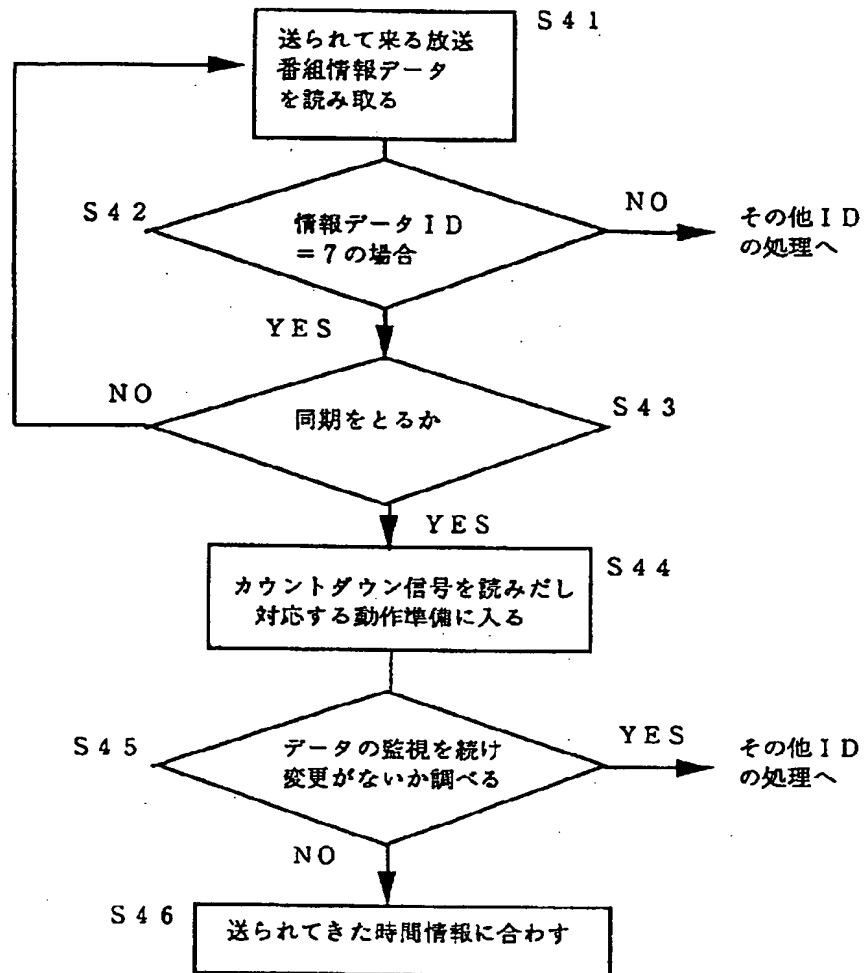 S41
送られて来る放送
番組情報データ
を読み取る
S42
情報データID
=7の場合
NO
その他ID
の処理へ
YES
NO
同期をとるか
S43
YES
カウントダウン信号を読みだし
対応する動作準備に入る
S44
S45
データの監視を続け
変更がないか調べる
YES
その他ID
の処理へ
NO
S46
送られてきた時間情報に合わす